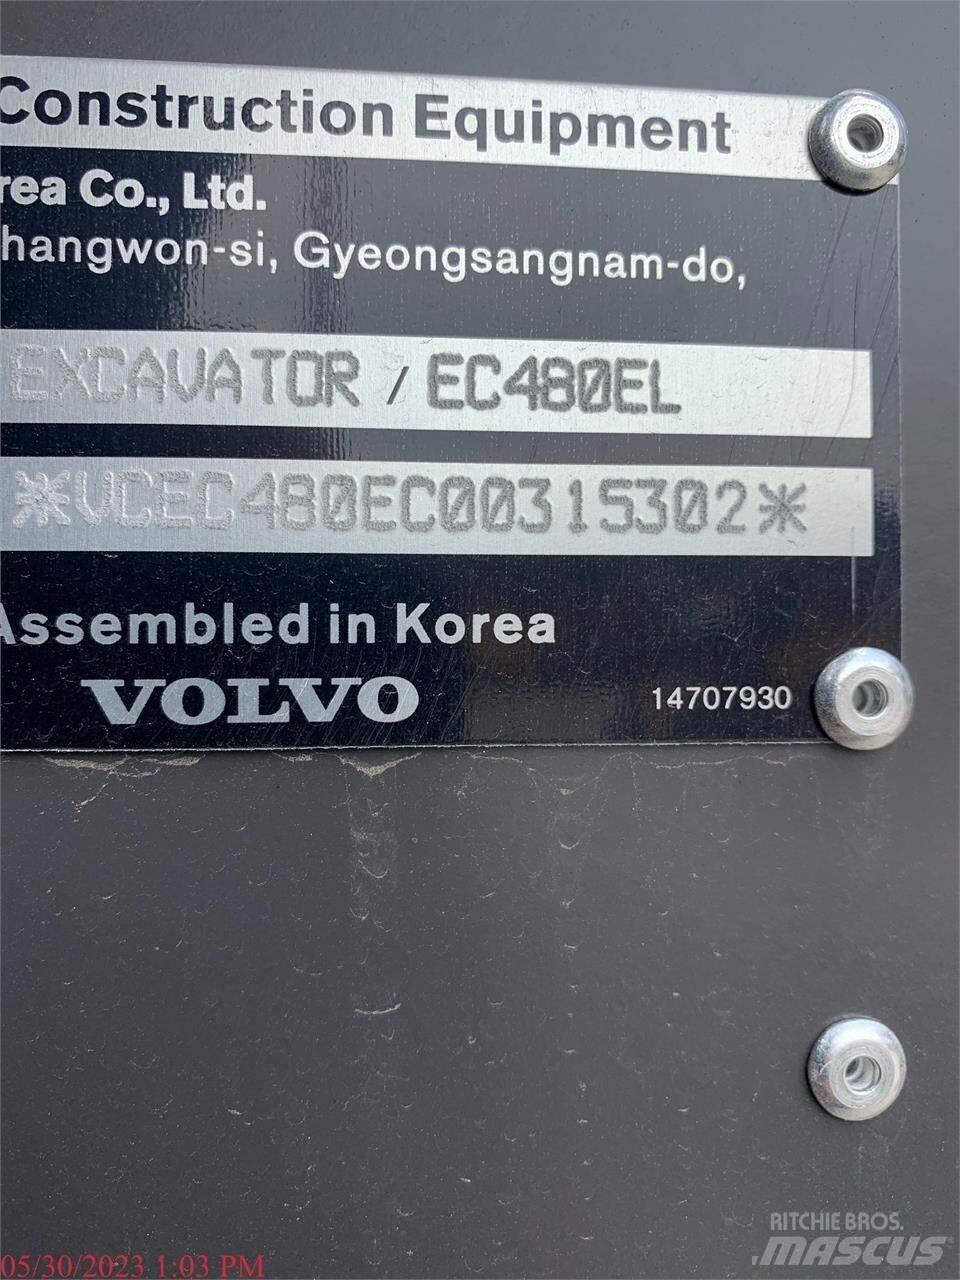 Construction Equipment
rea Co., Ltd.
hangwon-si, Gyeongsangnam-do,
EXCAVATOR / EC480EL
*VCEC480EC00315302*
Assembled in Korea
VOLVO
14707930
RITCHIE BROS.
MASCUS
05/30/2023 1:03 PM